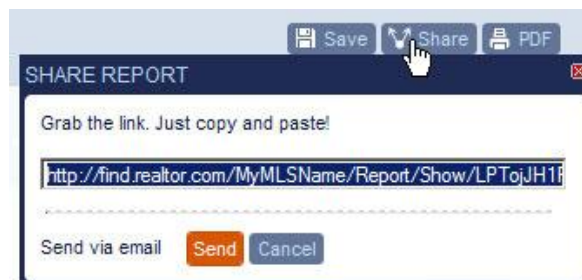 Save Share PDF
SHARE REPORT
Grab the link. Just copy and paste!
http://find.realtor.com/MyMLSName/Report/Show/LPTojJH1
Send via email Send Cancel